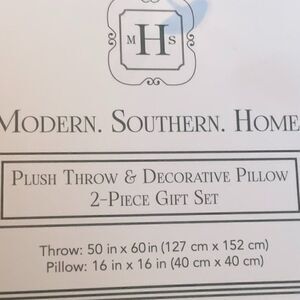 M H S
MODERN. SOUTHERN. HOME
PLUSH THROW & DECORATIVE PILLOW
2-PIECE GIFT SET
Throw: 50 in x 60 in (127 cm x 152 cm)
Pillow: 16 in x 16 in (40 cm x 40 cm)